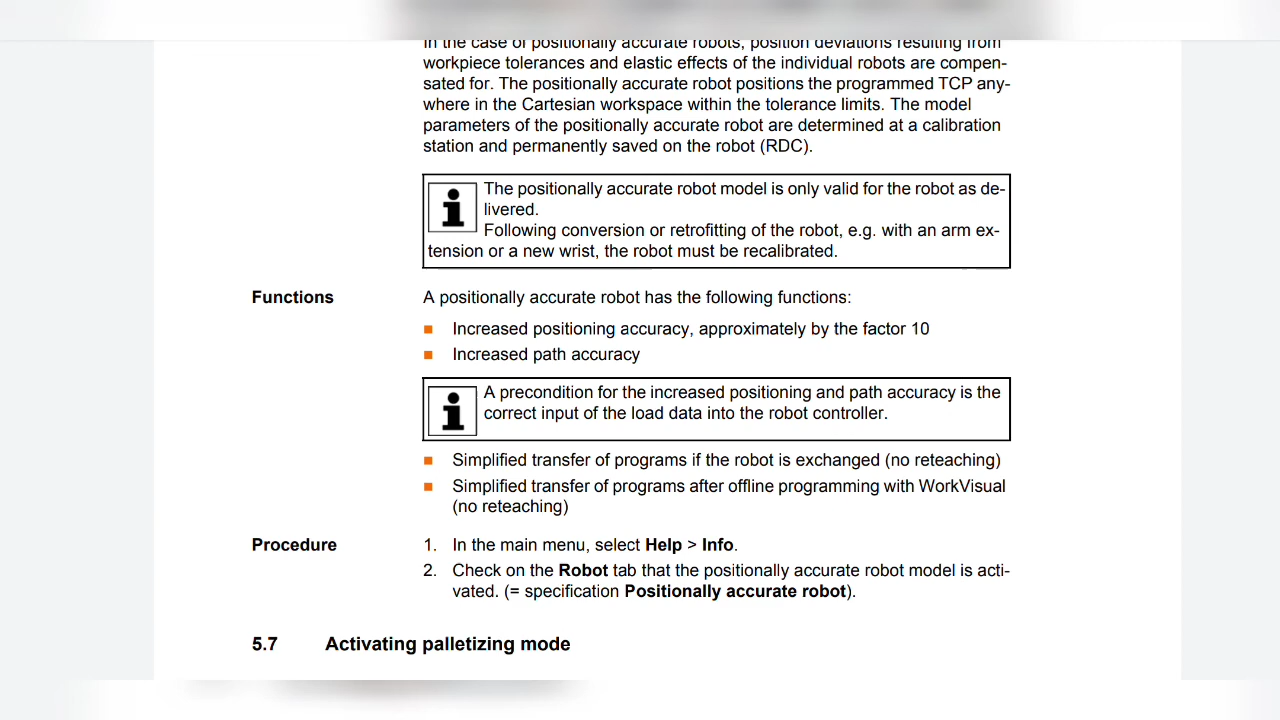 In the case of positionally accurate robots, position deviations resulting from
workpiece tolerances and elastic effects of the individual robots are compen-
sated for. The positionally accurate robot positions the programmed TCP any-
where in the Cartesian workspace within the tolerance limits. The model
parameters of the positionally accurate robot are determined at a calibration
station and permanently saved on the robot (RDC).
The positionally accurate robot model is only valid for the robot as de-
livered.
Following conversion or retrofitting of the robot, e.g. with an arm ex-
tension or a new wrist, the robot must be recalibrated.
Functions A positionally accurate robot has the following functions:
■ Increased positioning accuracy, approximately by the factor 10
■ Increased path accuracy
A precondition for the increased positioning and path accuracy is the
correct input of the load data into the robot controller.
■ Simplified transfer of programs if the robot is exchanged (no reteaching)
■ Simplified transfer of programs after offline programming with WorkVisual
(no reteaching)
Procedure 1. In the main menu, select Help > Info.
2. Check on the Robot tab that the positionally accurate robot model is acti-
vated. (= specification Positionally accurate robot).
5.7 Activating palletizing mode